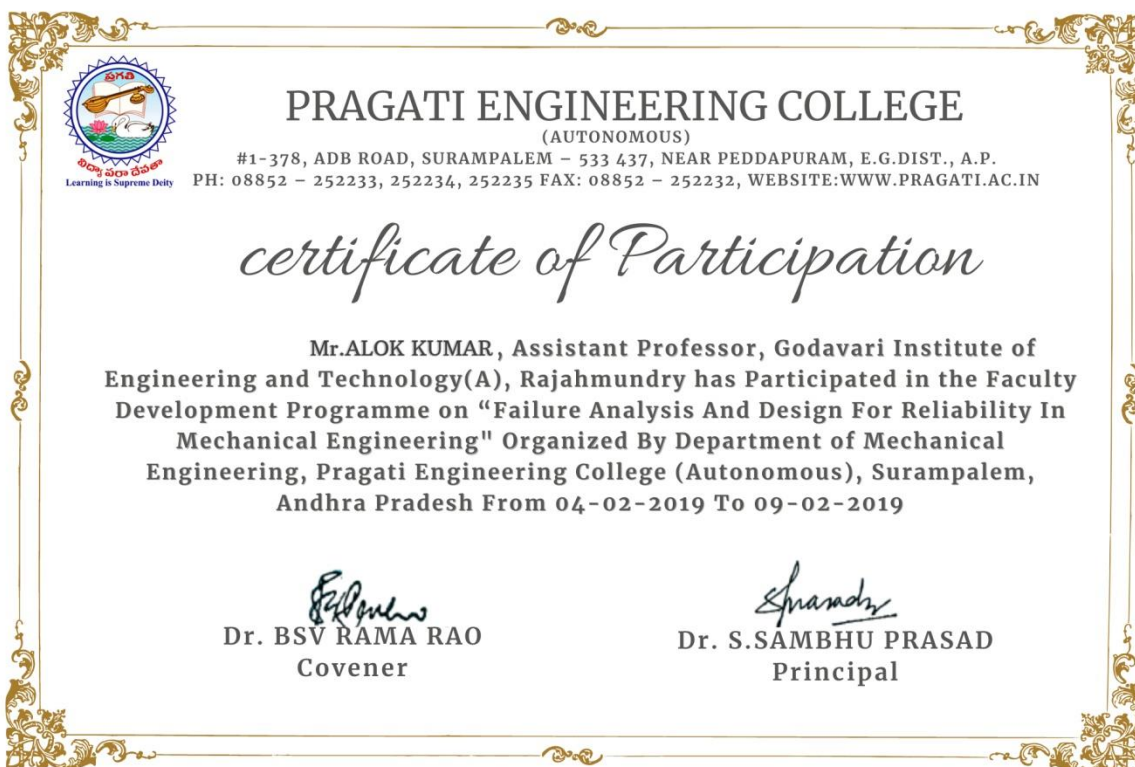 ప్రగతి
విద్య పరా దేవతా
Learning is Supreme Deity
PRAGATI ENGINEERING COLLEGE
(AUTONOMOUS)
#1-378, ADB ROAD, SURAMPALEM – 533 437, NEAR PEDDAPURAM, E.G.DIST., A.P.
PH: 08852 – 252233, 252234, 252235 FAX: 08852 – 252232, WEBSITE:WWW.PRAGATI.AC.IN
certificate of Participation
Mr.ALOK KUMAR, Assistant Professor, Godavari Institute of
Engineering and Technology(A), Rajahmundry has Participated in the Faculty
Development Programme on “Failure Analysis And Design For Reliability In
Mechanical Engineering" Organized By Department of Mechanical
Engineering, Pragati Engineering College (Autonomous), Surampalem,
Andhra Pradesh From 04-02-2019 To 09-02-2019
Dr. BSV RAMA RAO
Covener
Dr. S.SAMBHU PRASAD
Principal